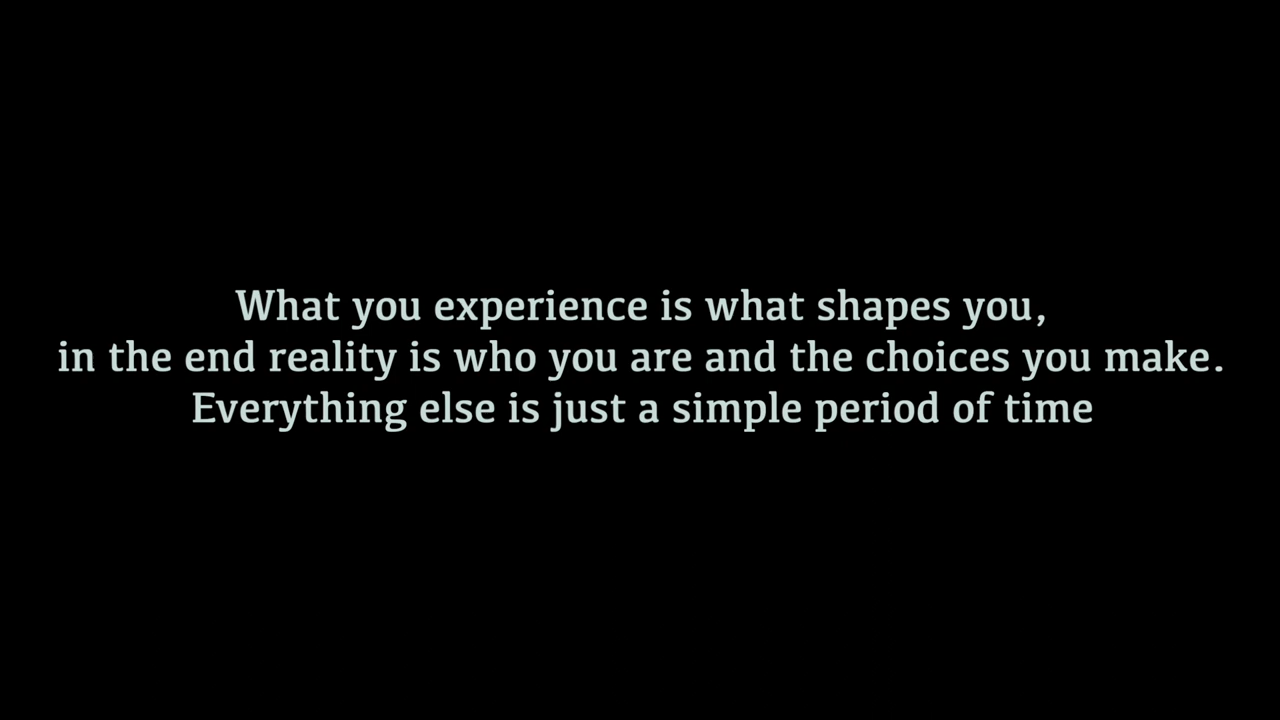 What you experience is what shapes you,
in the end reality is who you are and the choices you make.
Everything else is just a simple period of time